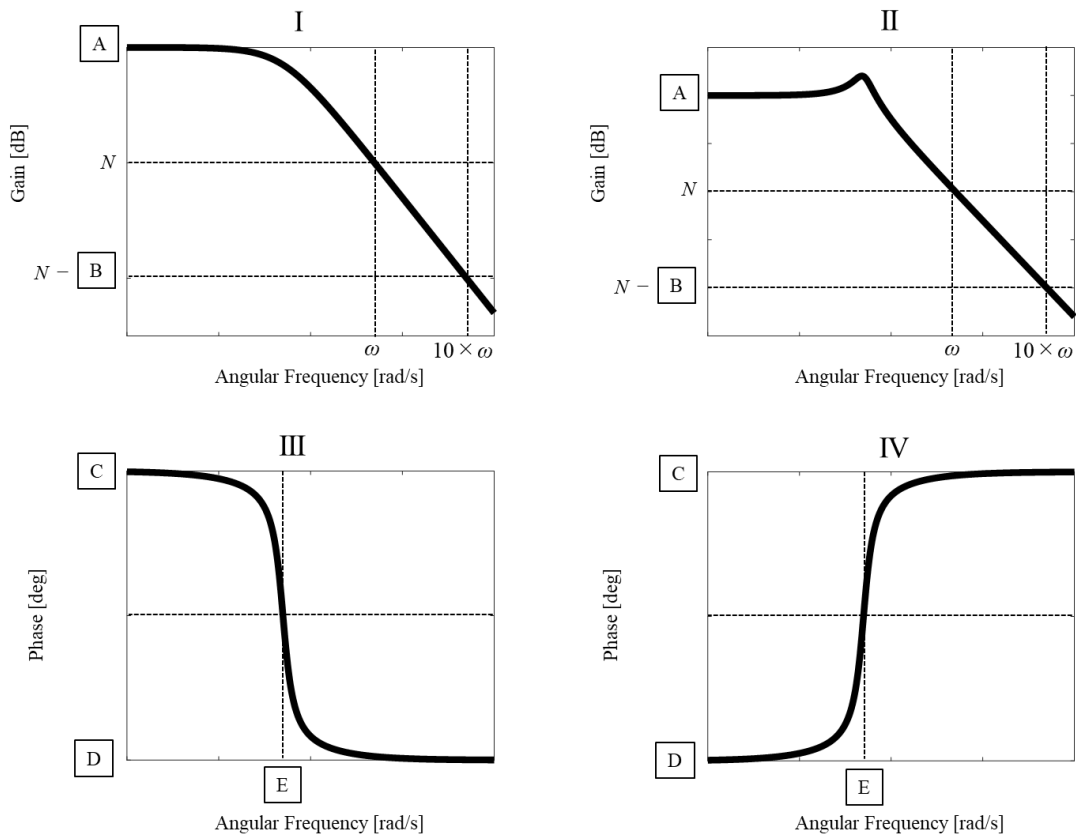 I
A
Gain [dB]
N
N − B
ω
10 × ω
Angular Frequency [rad/s]
II
A
Gain [dB]
N
N − B
ω
10 × ω
Angular Frequency [rad/s]
III
C
Phase [deg]
D
E
Angular Frequency [rad/s]
IV
C
Phase [deg]
D
E
Angular Frequency [rad/s]